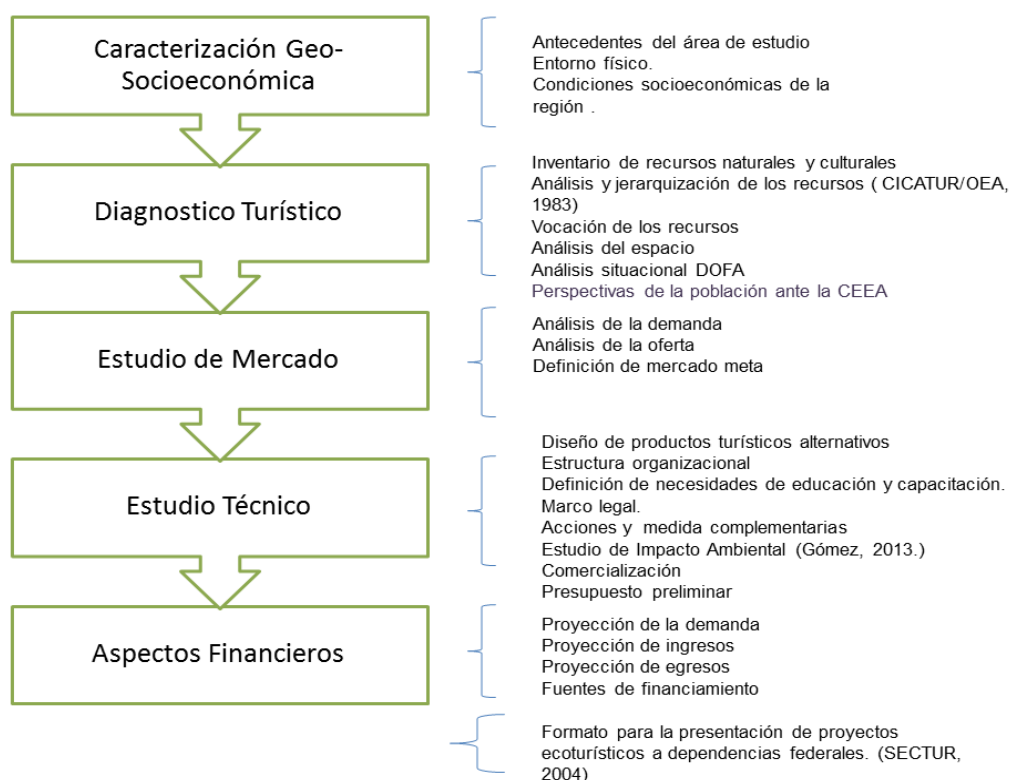 Caracterización Geo-
Socioeconómica
Antecedentes del área de estudio
Entorno físico.
Condiciones socioeconómicas de la
región .
Diagnostico Turístico
Inventario de recursos naturales y culturales
Análisis y jerarquización de los recursos ( CICATUR/OEA,
1983)
Vocación de los recursos
Análisis del espacio
Análisis situacional DOFA
Perspectivas de la población ante la CEEA
Estudio de Mercado
Análisis de la demanda
Análisis de la oferta
Definición de mercado meta
Estudio Técnico
Diseño de productos turísticos alternativos
Estructura organizacional
Definición de necesidades de educación y capacitación.
Marco legal.
Acciones y medida complementarias
Estudio de Impacto Ambiental (Gómez, 2013.)
Comercialización
Presupuesto preliminar
Aspectos Financieros
Proyección de la demanda
Proyección de ingresos
Proyección de egresos
Fuentes de financiamiento
Formato para la presentación de proyectos
ecoturísticos a dependencias federales. (SECTUR,
2004)